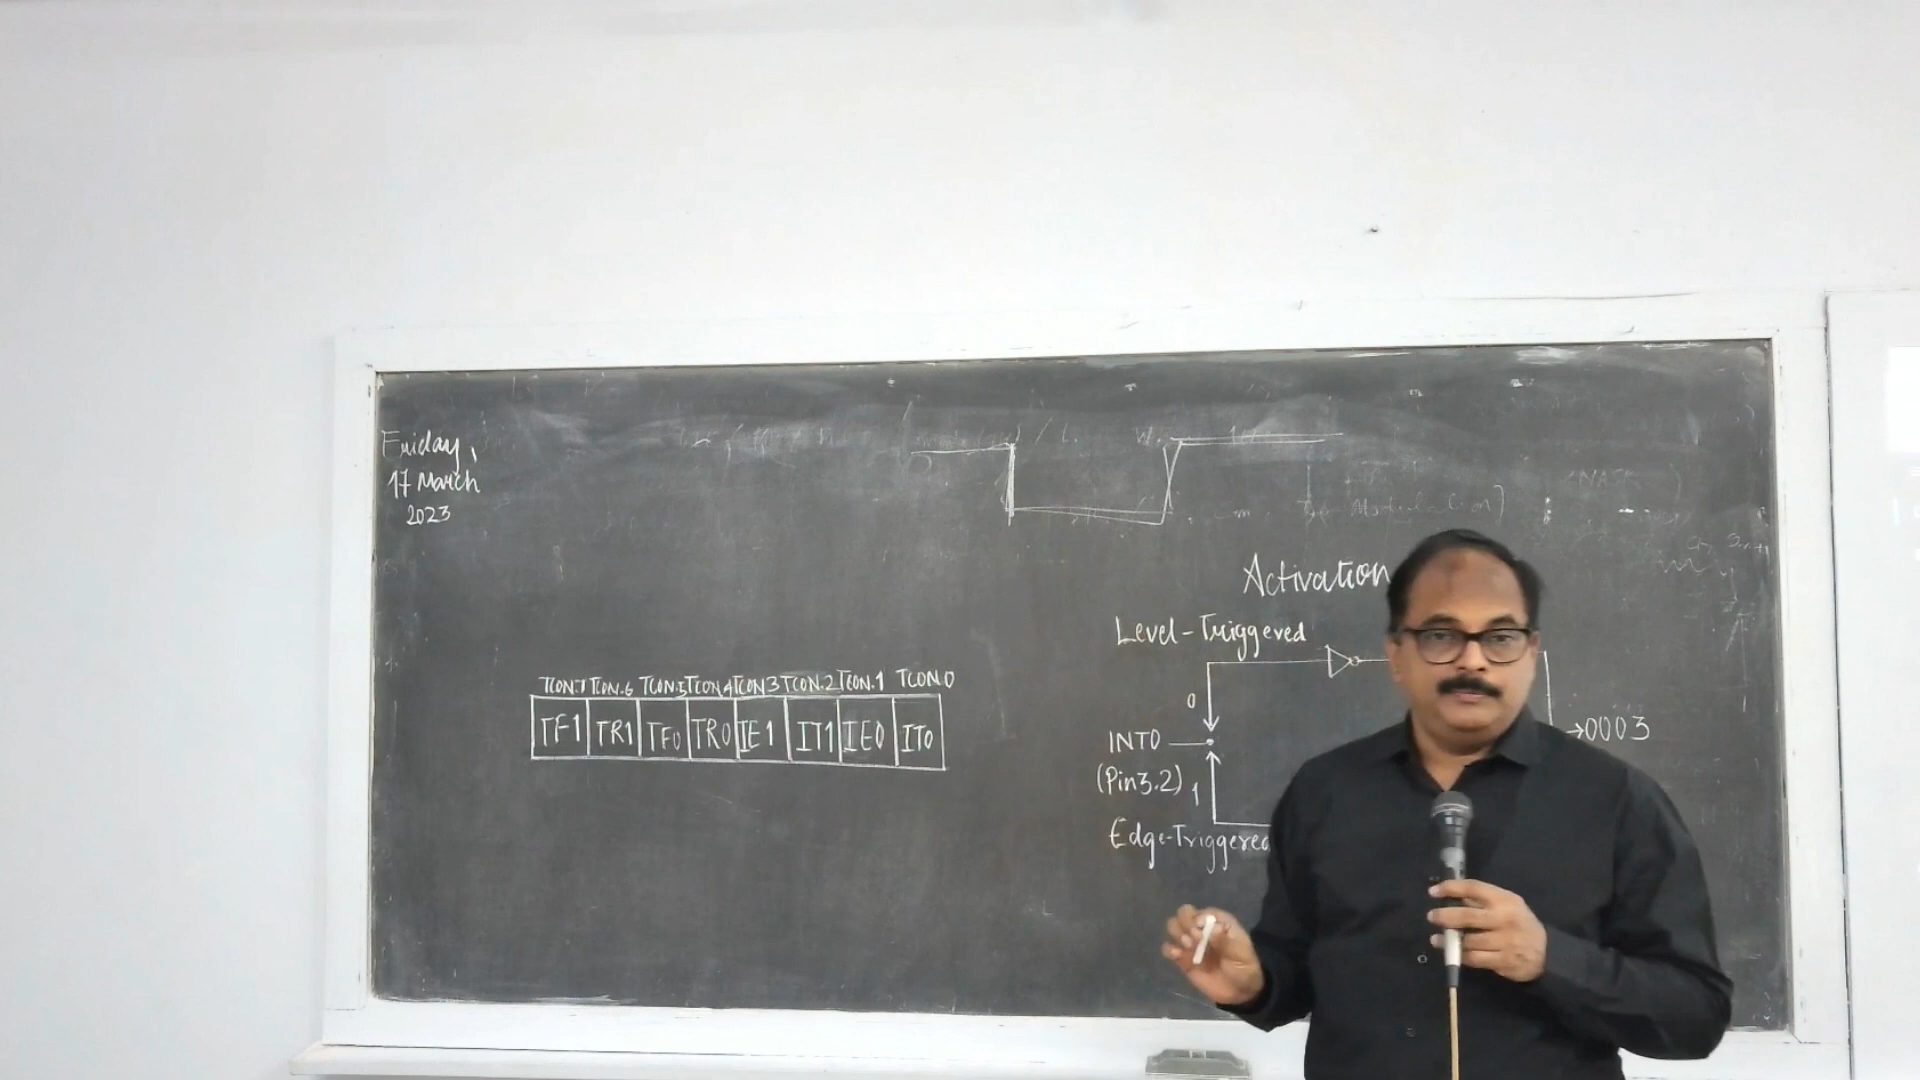 Friday,
17 March
2023
Modulation]
Activation
Level-Triggered
0
INT0
(Pin3.2)
1
Edge-Triggered
→0003
TCON.7 TCON.6 TCON.5 TCON.4 TCON.3 TCON.2 TCON.1 TCON.0
TF1 TR1 TF0 TR0 IE1 IT1 IE0 IT0